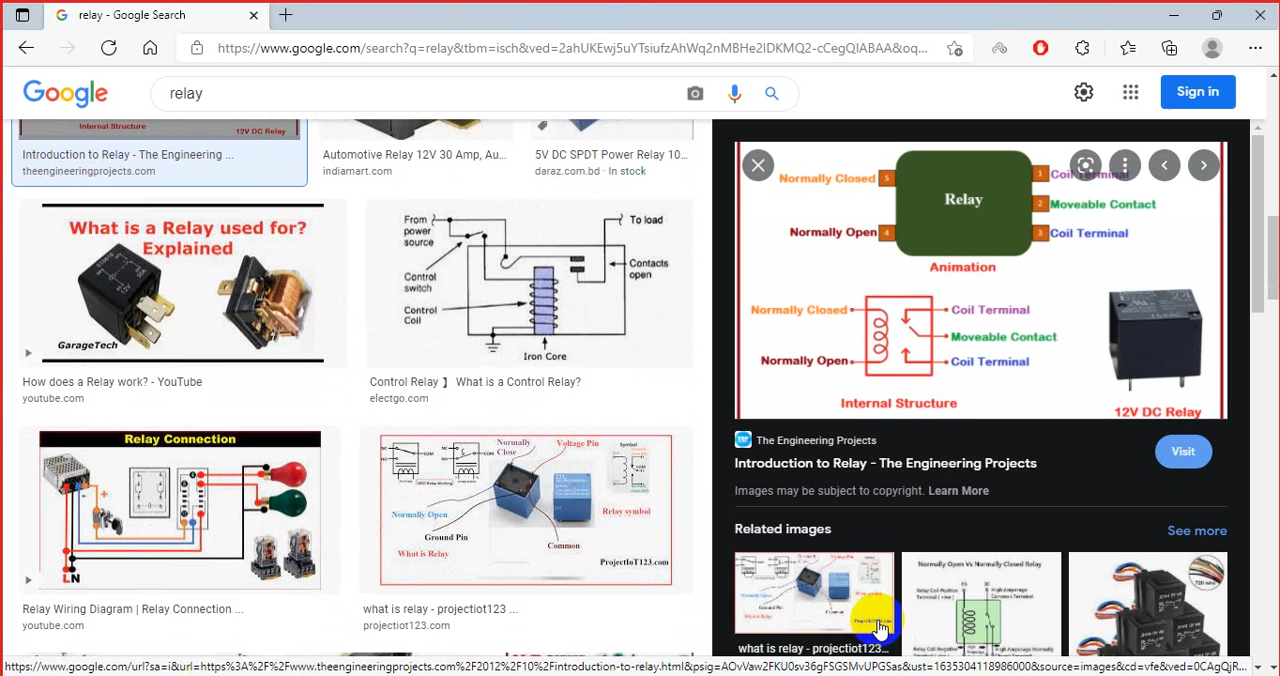 relay - Google Search
https://www.google.com/search?q=relay&tbm=isch&ved=2ahUKEwj5uYTsiufzAhWq2nMBHe2IDKMQ2-cCegQIABAA&oq...
Google
relay
Sign in
Internal Structure
12V DC Relay
Introduction to Relay - The Engineering ...
theengineeringprojects.com
Automotive Relay 12V 30 Amp, Au...
indiamart.com
5V DC SPDT Power Relay 10...
daraz.com.bd · In stock
What is a Relay used for?
Explained
GarageTech
How does a Relay work? - YouTube
youtube.com
From
power
source
To load
Control
switch
Contacts
open
Control
Coil
Iron Core
Control Relay 】 What is a Control Relay?
electgo.com
Relay Connection
L N
Relay Wiring Diagram | Relay Connection ...
youtube.com
Normally
Close
Voltage Pin
Symbol
Normally Open
Ground Pin
Relay symbol
What is Relay
Common
ProjectIoT123.com
what is relay - projectiot123 ...
projectiot123.com
Normally Closed 5
1 Coil Terminal
Relay
2 Moveable Contact
Normally Open 4
3 Coil Terminal
Animation
Normally Closed
Coil Terminal
Moveable Contact
Normally Open
Coil Terminal
Internal Structure
12V DC Relay
The Engineering Projects
Introduction to Relay - The Engineering Projects
Visit
Images may be subject to copyright. Learn More
Related images
See more
what is relay - projectiot123...
Normally Open Vs Normally Closed Relay
https://www.google.com/url?sa=i&url=https%3A%2F%2Fwww.theengineeringprojects.com%2F2012%2F10%2Fintroduction-to-relay.html&psig=AOvVaw2FKU0sv36gFSGSMvUPGSas&ust=1635304118986000&source=images&cd=vfe&ved=0CAgQjR...